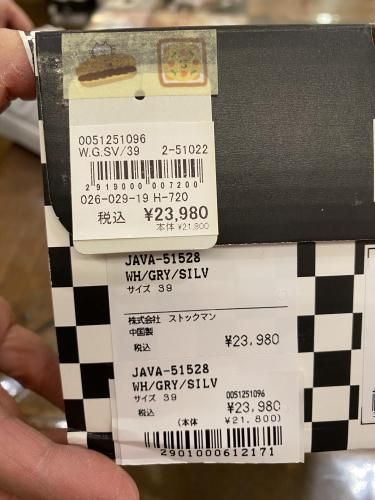 0051251096
W.G.SV/39 2-51022
2919000007200
026-029-19 H-720
税込 ¥23,980
本体 ¥21,800
JAVA-51528
WH/GRY/SILV
サイズ 39
株式会社 ストックマン
中国製
税込 ¥23,980
JAVA-51528
WH/GRY/SILV
サイズ 39 0051251096
税込 ¥23,980
(本体 ¥21,800)
2901000612171